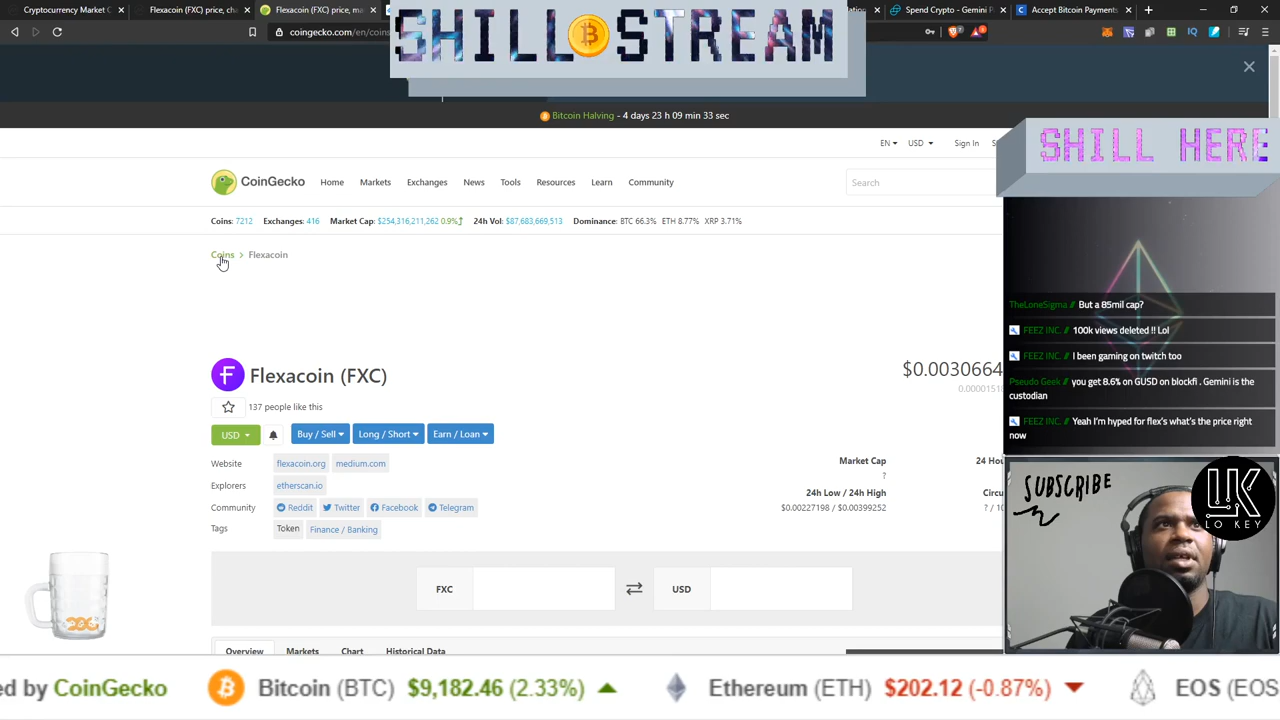 Cryptocurrency Market C
Flexacoin (FXC) price, cha
Flexacoin (FXC) price, ma
Spend Crypto - Gemini P
Accept Bitcoin Payments
coingecko.com/en/coins
SHILL STREAM
Bitcoin Halving - 4 days 23 h 09 min 33 sec
EN USD Sign In
SHILL HERE
CoinGecko Home Markets Exchanges News Tools Resources Learn Community Search
Coins: 7212 Exchanges: 416 Market Cap: $254,316,211,262 0.9% 24h Vol: $87,683,669,513 Dominance: BTC 66.3% ETH 8.77% XRP 3.71%
Coins > Flexacoin
TheLoneSigma // But a 85mil cap?
FEEZ INC. // 100k views deleted !! Lol
FEEZ INC. // I been gaming on twitch too
Pseudo Geek // you get 8.6% on GUSD on blockfi . Gemini is the
custodian
FEEZ INC. // Yeah I'm hyped for flex's what's the price right
now
Flexacoin (FXC)
$0.0030664
137 people like this
USD Buy / Sell Long / Short Earn / Loan
Website flexacoin.org medium.com
Explorers etherscan.io
Community Reddit Twitter Facebook Telegram
Tags Token Finance / Banking
Market Cap 24 Hou
?
24h Low / 24h High Circu
$0.00227198 / $0.00399252 ? / 10
SUBSCRIBE
LK
LO KEY
FXC USD
Overview Markets Chart Historical Data
ed by CoinGecko Bitcoin (BTC) $9,182.46 (2.33%) Ethereum (ETH) $202.12 (-0.87%) EOS (EOS